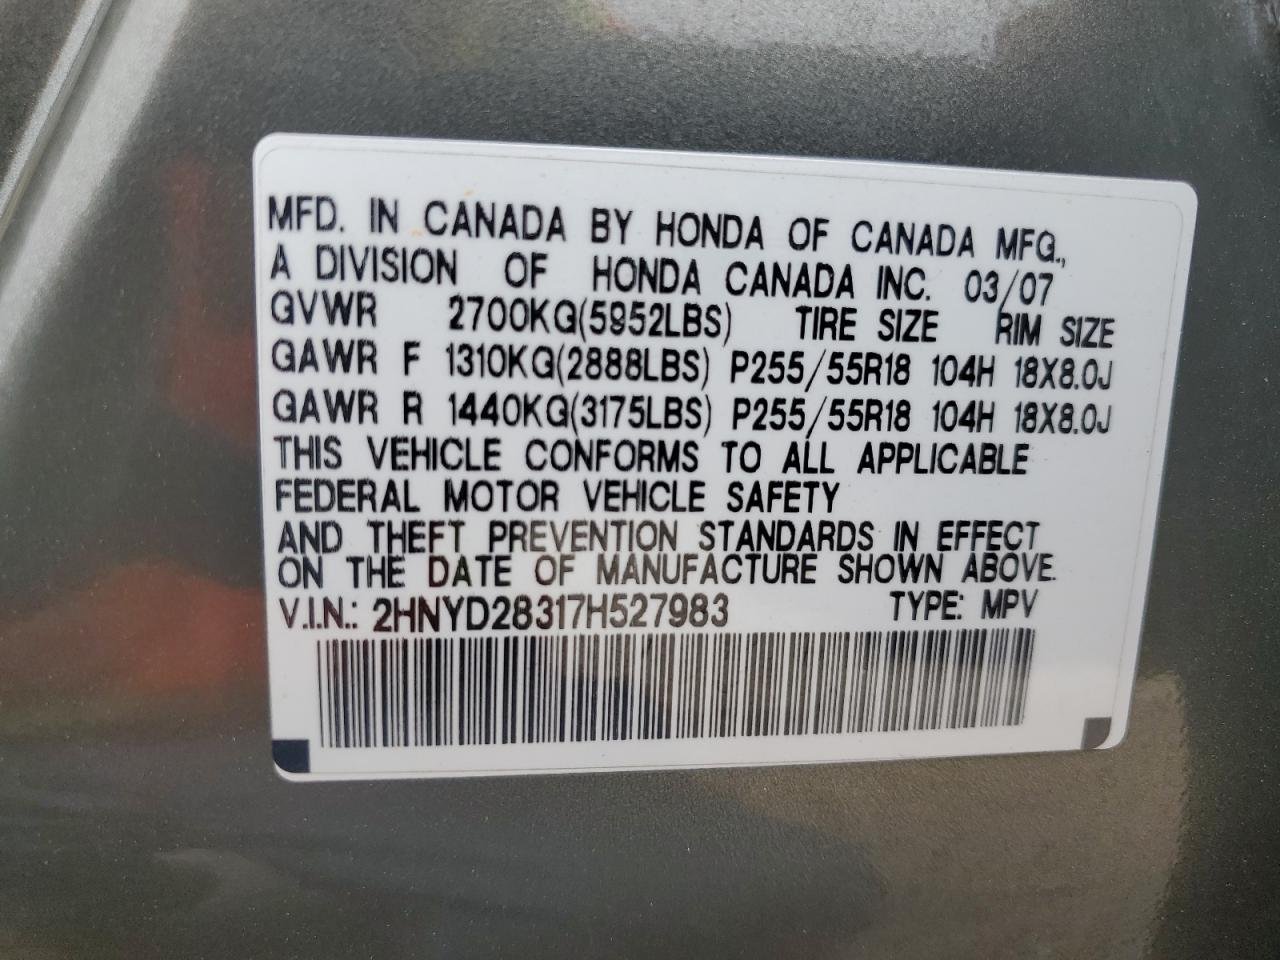 MFD. IN CANADA BY HONDA OF CANADA MFG.,
A DIVISION OF HONDA CANADA INC. 03/07
GVWR 2700KG(5952LBS) TIRE SIZE RIM SIZE
GAWR F 1310KG(2888LBS) P255/55R18 104H 18X8.0J
GAWR R 1440KG(3175LBS) P255/55R18 104H 18X8.0J
THIS VEHICLE CONFORMS TO ALL APPLICABLE
FEDERAL MOTOR VEHICLE SAFETY
AND THEFT PREVENTION STANDARDS IN EFFECT
ON THE DATE OF MANUFACTURE SHOWN ABOVE.
V.I.N.: 2HNYD28317H527983 TYPE: MPV